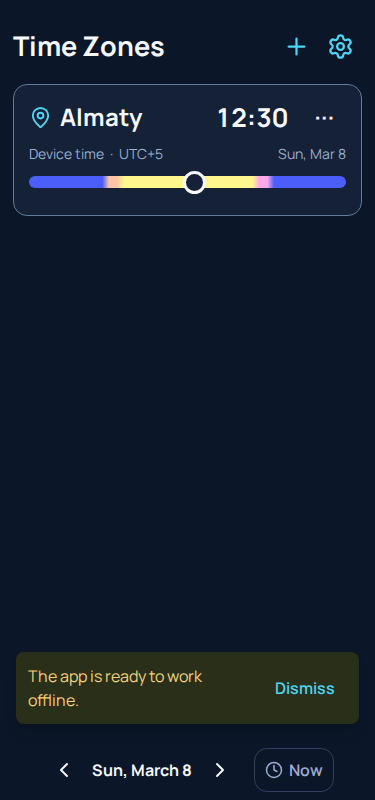 Time Zones
Almaty 12:30 ...
Device time · UTC+5 Sun, Mar 8
The app is ready to work
offline.
Dismiss
Sun, March 8 Now